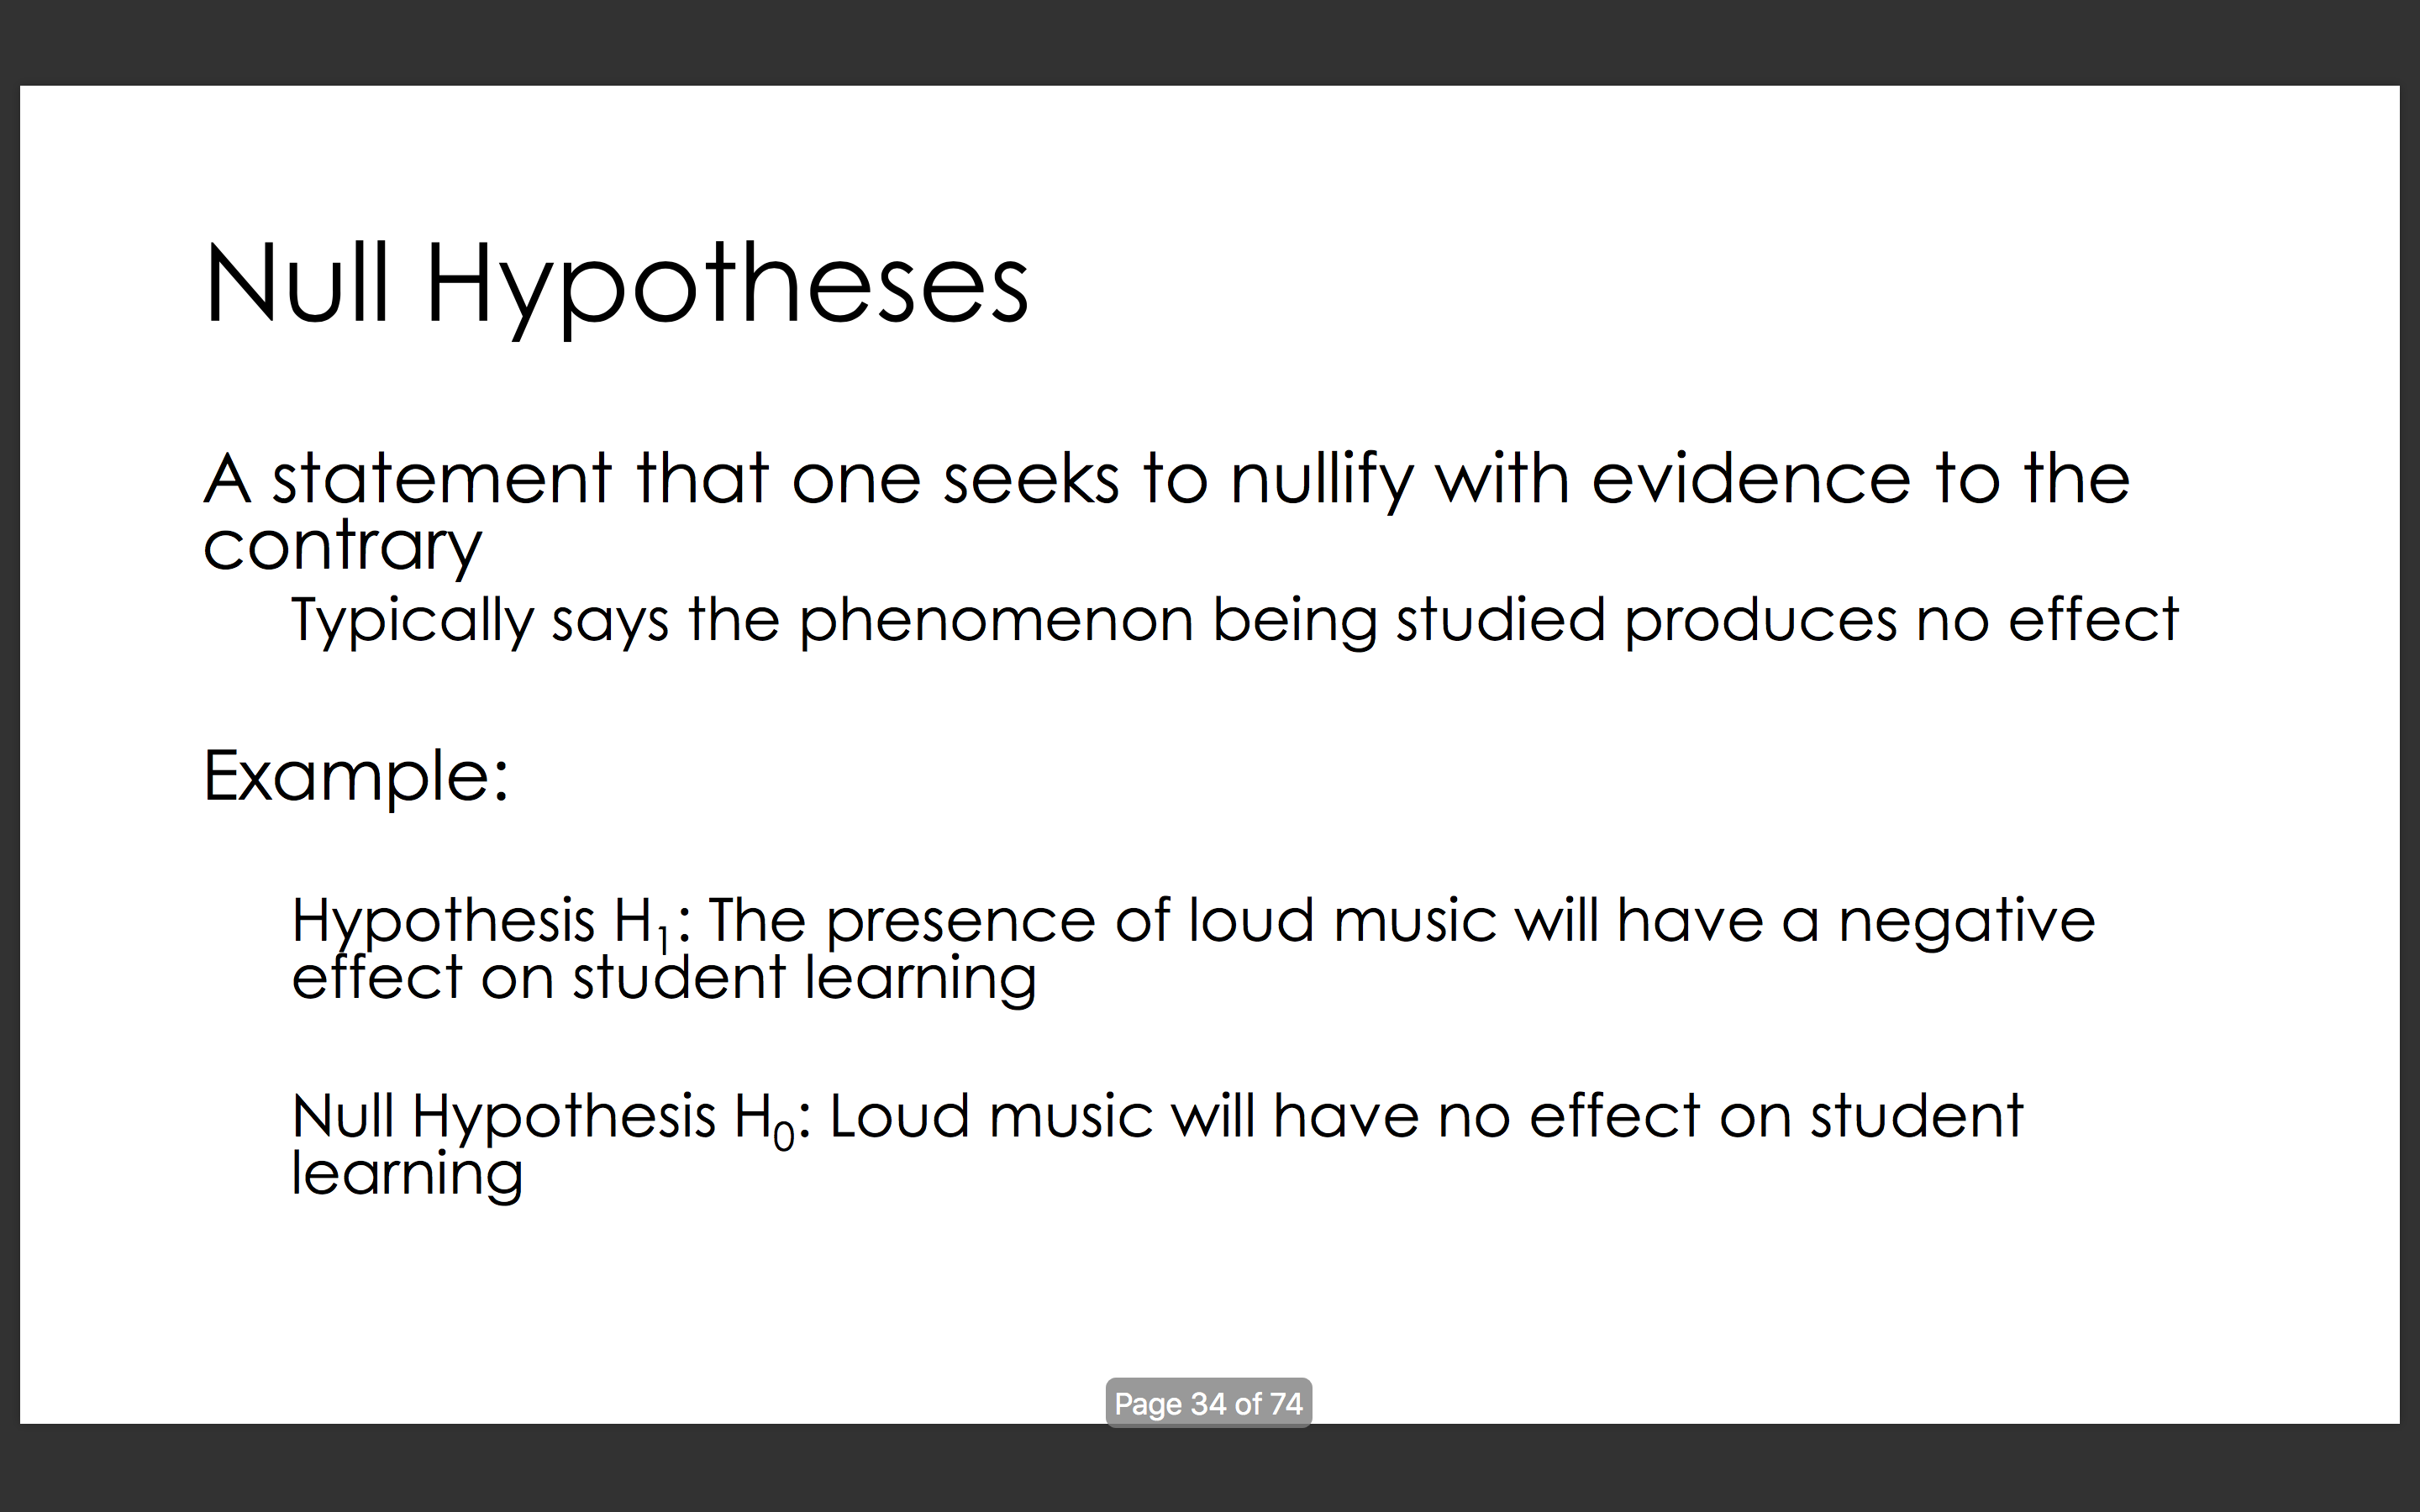 Null Hypotheses
A statement that one seeks to nullify with evidence to the
contrary
Typically says the phenomenon being studied produces no effect
Example:
Hypothesis H₁: The presence of loud music will have a negative
effect on student learning
Null Hypothesis H₀: Loud music will have no effect on student
learning
Page 34 of 74